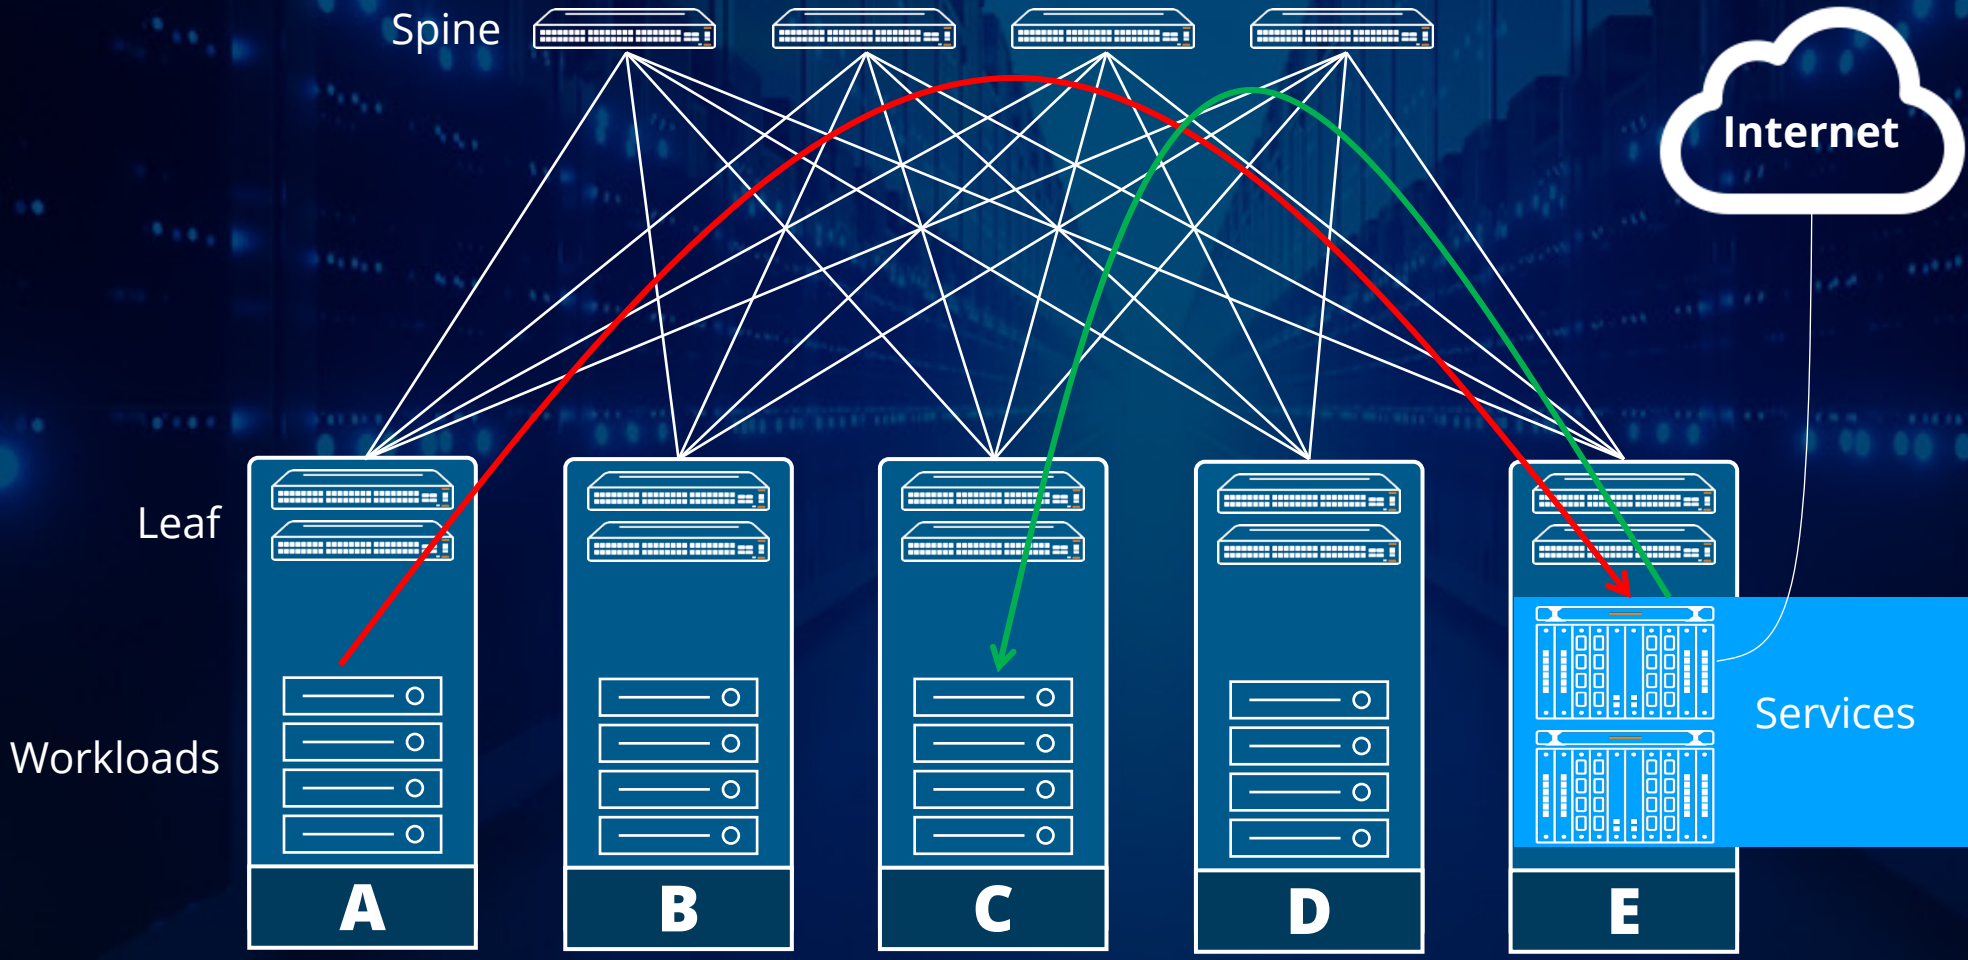 Spine
Internet
Leaf
Services
Workloads
A
B
C
D
E